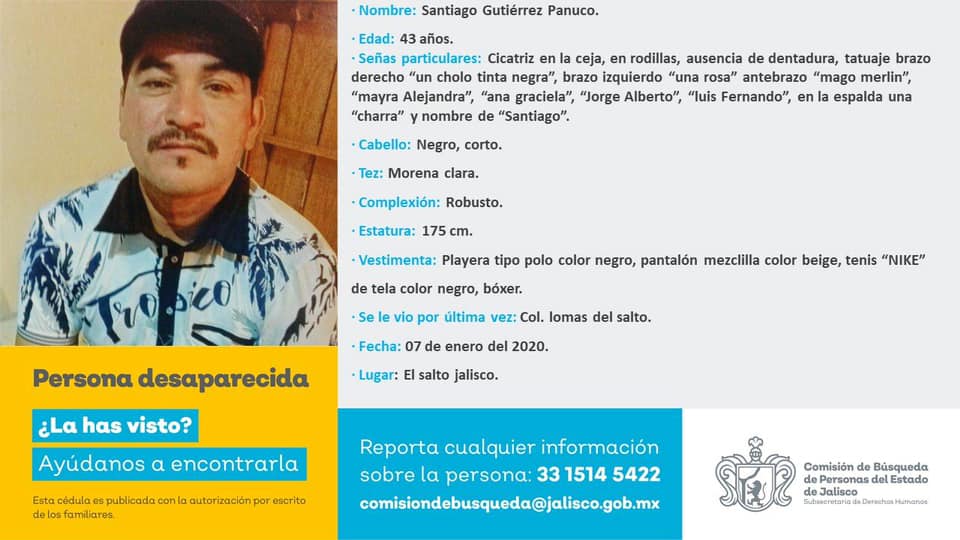 · Nombre: Santiago Gutiérrez Panuco.
· Edad: 43 años.
· Señas particulares: Cicatriz en la ceja, en rodillas, ausencia de dentadura, tatuaje brazo
derecho “un cholo tinta negra”, brazo izquierdo “una rosa” antebrazo “mago merlin”,
“mayra Alejandra”, “ana graciela”, “Jorge Alberto”, “luis Fernando”, en la espalda una
“charra” y nombre de “Santiago”.
· Cabello: Negro, corto.
· Tez: Morena clara.
· Complexión: Robusto.
· Estatura: 175 cm.
· Vestimenta: Playera tipo polo color negro, pantalón mezclilla color beige, tenis “NIKE”
de tela color negro, bóxer.
· Se le vio por última vez: Col. lomas del salto.
· Fecha: 07 de enero del 2020.
· Lugar: El salto jalisco.
Tropico
Persona desaparecida
¿La has visto?
Ayúdanos a encontrarla
Esta cédula es publicada con la autorización por escrito
de los familiares.
Reporta cualquier información
sobre la persona: 33 1514 5422
comisiondebusqueda@jalisco.gob.mx
Comisión de Búsqueda
de Personas del Estado
de Jalisco
Subsecretaría de Derechos Humanos